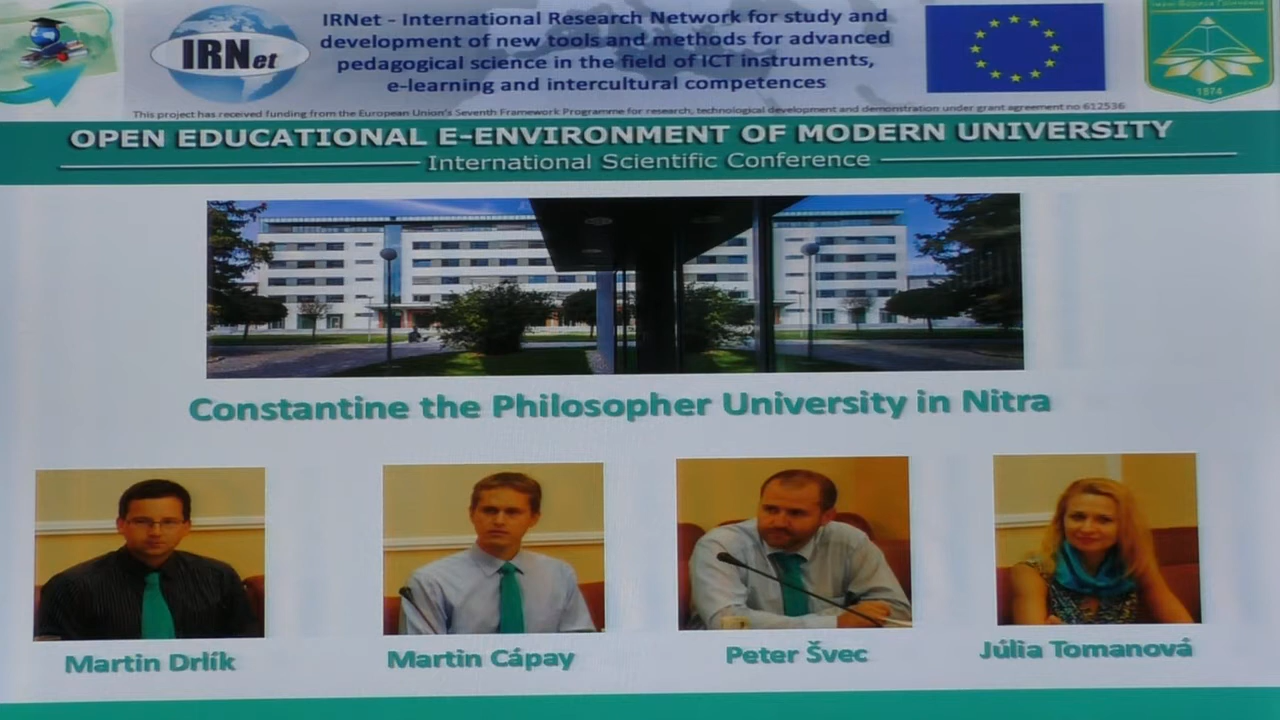 IRNet - International Research Network for study and
development of new tools and methods for advanced
pedagogical science in the field of ICT instruments,
e-learning and intercultural competences
IRNet
1874
This project has received funding from the European Union's Seventh Framework Programme for research, technological development and demonstration under grant agreement no 612536
OPEN EDUCATIONAL E-ENVIRONMENT OF MODERN UNIVERSITY
International Scientific Conference
Constantine the Philosopher University in Nitra
Martin Drlík
Martin Cápay
Peter Švec
Júlia Tomanová